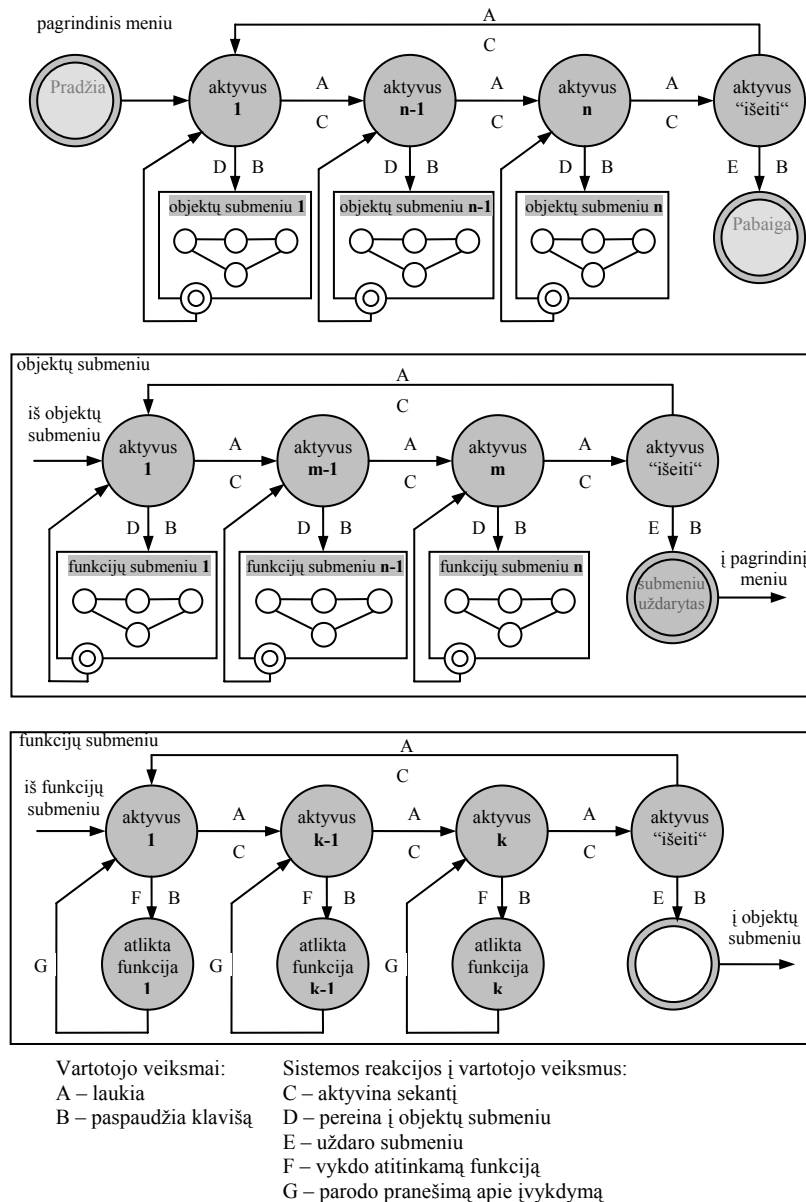 pagrindinis meniu
A
C
Pradžia
aktyvus
1
A
C
aktyvus
n-1
A
C
aktyvus
n
A
C
aktyvus
“išeiti“
D B
D B
D B
E B
objektų submeniu 1
objektų submeniu n-1
objektų submeniu n
Pabaiga
objektų submeniu
A
C
iš objektų
submeniu
aktyvus
1
A
C
aktyvus
m-1
A
C
aktyvus
m
A
C
aktyvus
“išeiti“
D B
D B
D B
E B
funkcijų submeniu 1
funkcijų submeniu n-1
funkcijų submeniu n
submeniu
uždarytas
į pagrindinį
meniu
funkcijų submeniu
A
C
iš funkcijų
submeniu
aktyvus
1
A
C
aktyvus
k-1
A
C
aktyvus
k
A
C
aktyvus
“išeiti“
F B
F B
F B
E B
G
atlikta
funkcija
1
G
atlikta
funkcija
k-1
G
atlikta
funkcija
k
į objektų
submeniu
Vartotojo veiksmai:
A – laukia
B – paspaudžia klavišą
Sistemos reakcijos į vartotojo veiksmus:
C – aktyvina sekantį
D – pereina į objektų submeniu
E – uždaro submeniu
F – vykdo atitinkamą funkciją
G – parodo pranešimą apie įvykdymą